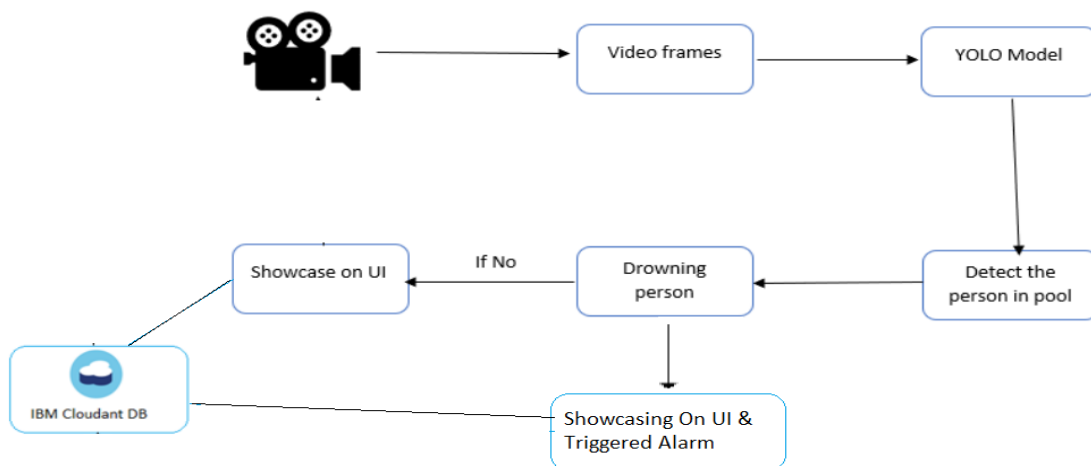 Video frames
YOLO Model
Detect the
person in pool
Drowning
person
If No
Showcase on UI
IBM Cloudant DB
Showcasing On UI &
Triggered Alarm